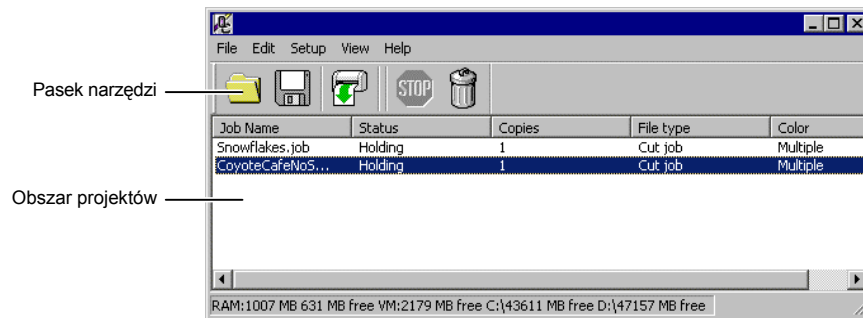 File Edit Setup View Help
Pasek narzędzi
STOP
Job Name Status Copies File type Color
Snowflakes.job Holding 1 Cut job Multiple
CoyoteCafeNoS... Holding 1 Cut job Multiple
Obszar projektów
RAM:1007 MB 631 MB free VM:2179 MB free C:\43611 MB free D:\47157 MB free